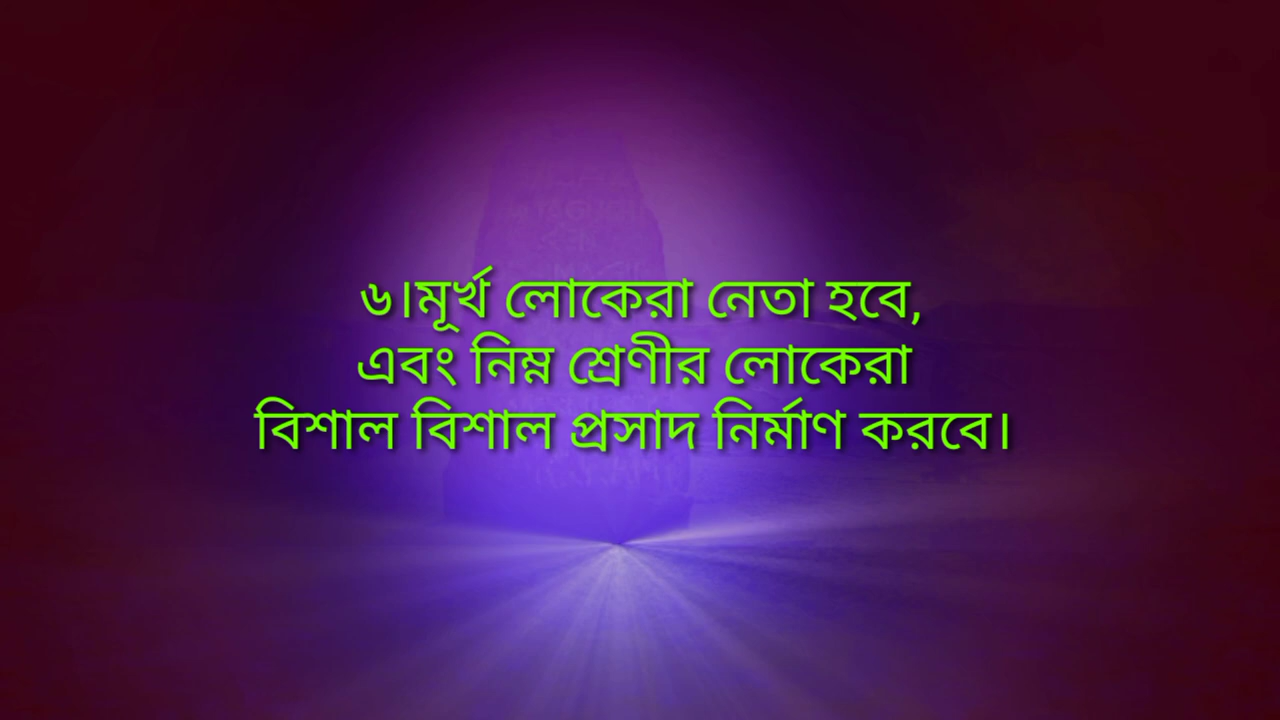 ৬।মূর্খ লোকেরা নেতা হবে,
এবং নিম্ন শ্রেণীর লোকেরা
বিশাল বিশাল প্রসাদ নির্মাণ করবে।